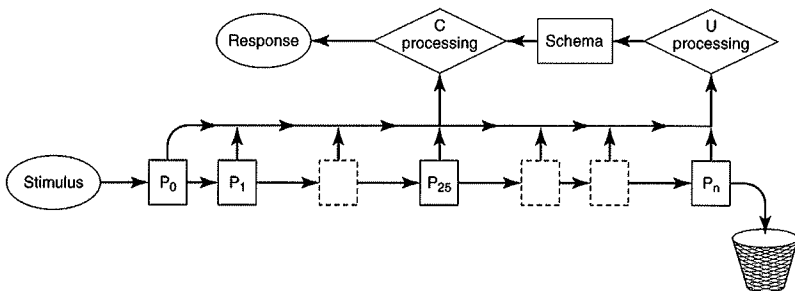 Response
C
processing
Schema
U
processing
Stimulus
P0
P1
P25
Pn